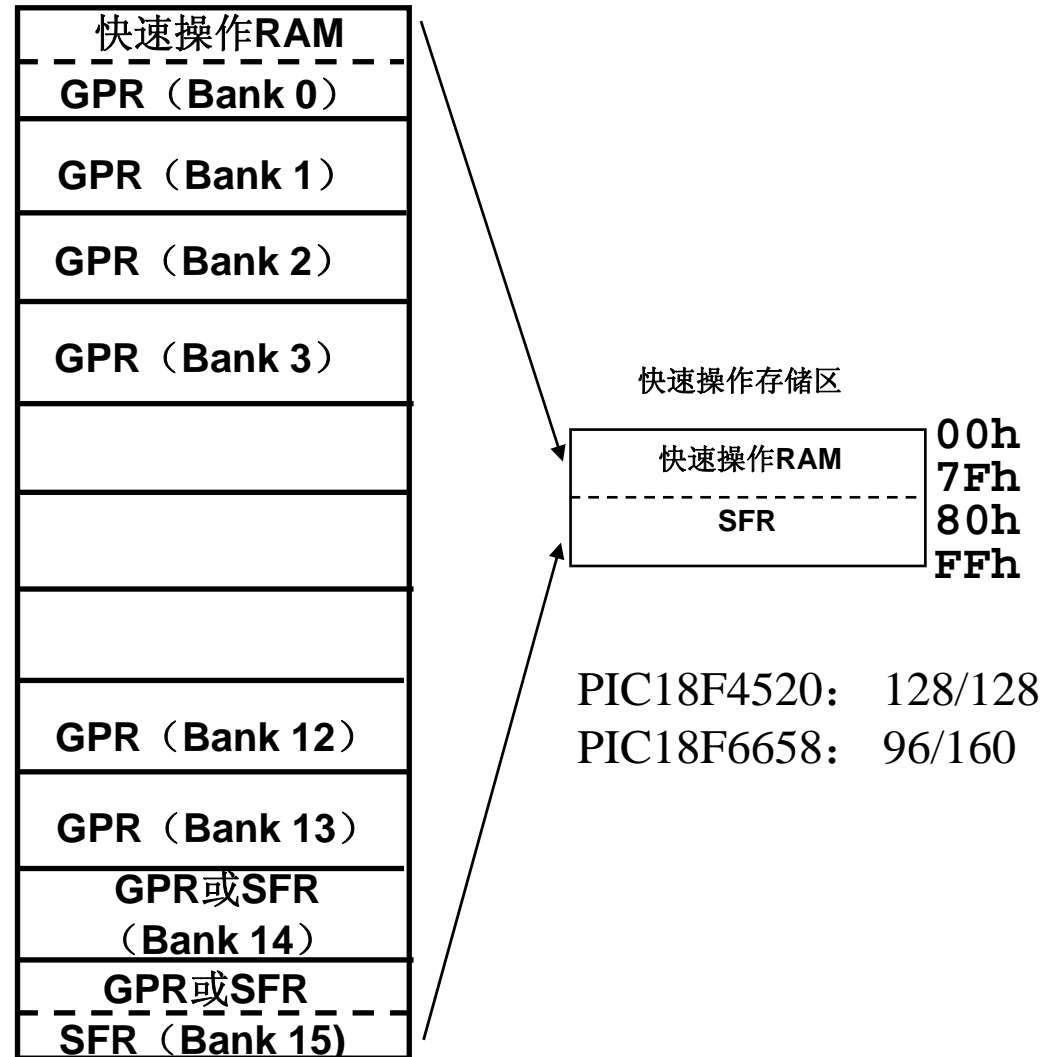 快速操作RAM
GPR（Bank 0）
GPR（Bank 1）
GPR（Bank 2）
GPR（Bank 3）
GPR（Bank 12）
GPR（Bank 13）
GPR或SFR
（Bank 14）
GPR或SFR
SFR（Bank 15)
快速操作存储区
快速操作RAM
SFR
00h
7Fh
80h
FFh
PIC18F4520： 128/128
PIC18F6658： 96/160